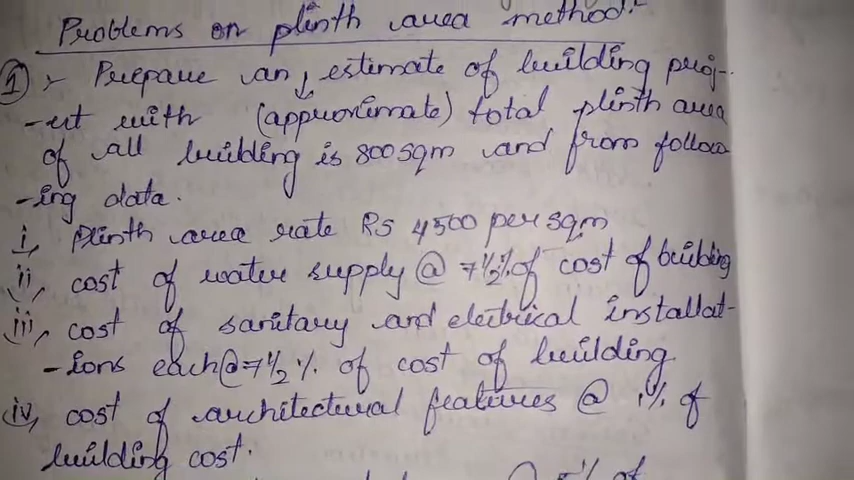 Problems on plinth area method:-
① :- Prepare an estimate of building proj-
-ect with (approximate) total plinth area
of all building is 800 sqm and from follow
-ing data.
i, plinth area rate Rs 4500 per sqm
ii, cost of water supply @ 7½% of cost of building
iii, cost of sanitary and electrical installat-
-ions each @ 7½% of cost of building
iv, cost of architectural features @ 1% of
building cost.